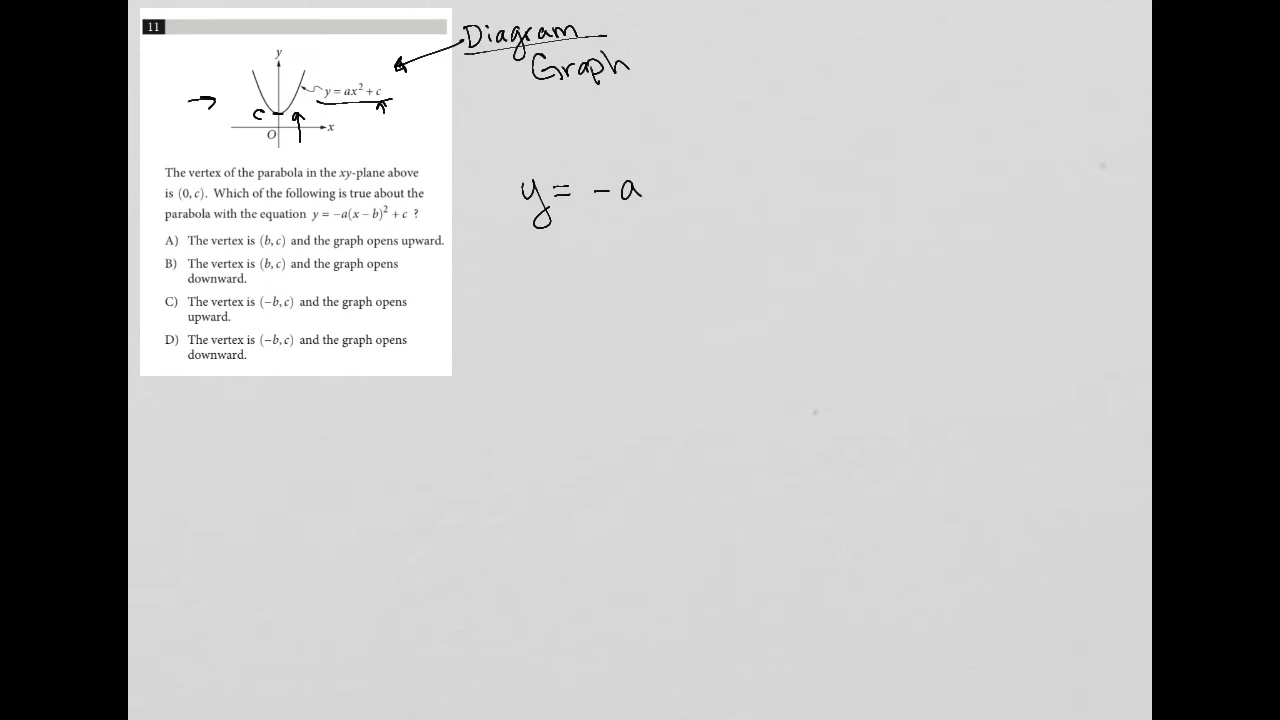 11
Diagram
Graph
y
y = ax² + c
c
x
O
The vertex of the parabola in the xy-plane above
is (0, c). Which of the following is true about the
parabola with the equation y = −a(x − b)² + c ?
A) The vertex is (b, c) and the graph opens upward.
B) The vertex is (b, c) and the graph opens
downward.
C) The vertex is (−b, c) and the graph opens
upward.
D) The vertex is (−b, c) and the graph opens
downward.
y = − a